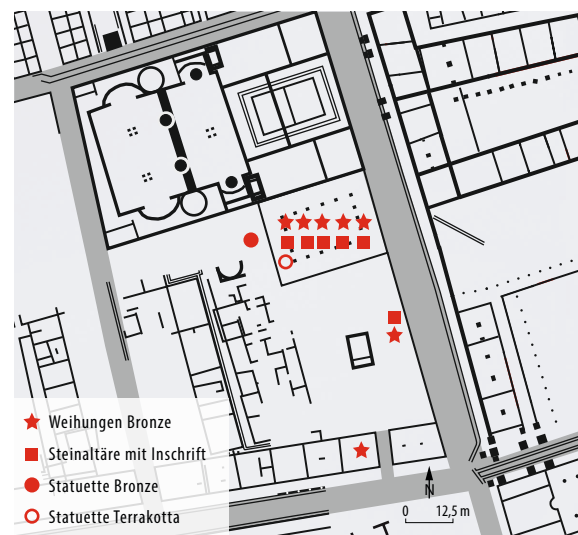 Weihungen Bronze
Steinaltäre mit Inschrift
Statuette Bronze
Statuette Terrakotta
N
0 12,5 m